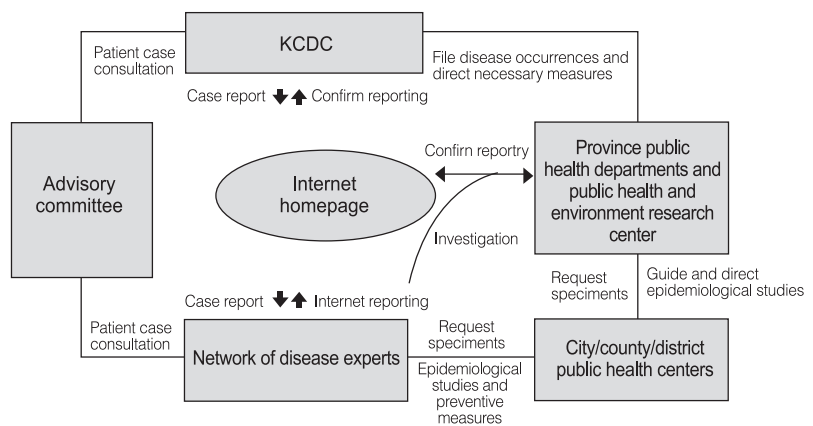 KCDC
Patient case
consultation
File disease occurrences and
direct necessary measures
Case report
Confirm reporting
Advisory
committee
Internet
homepage
Confirn reportry
Province public
health departments and
public health and
environment research
center
Investigation
Request
speciments
Guide and direct
epidemiological studies
Case report
Internet reporting
Patient case
consultation
Network of disease experts
Request
speciments
Epidemiological
studies and
preventive
measures
City/county/district
public health centers